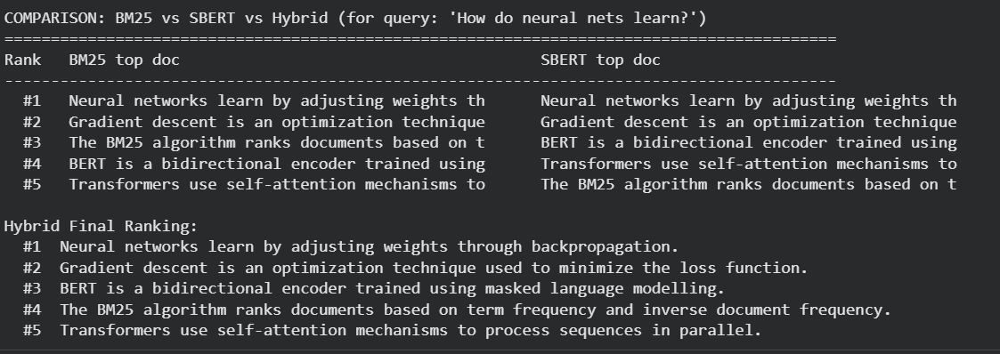 COMPARISON: BM25 vs SBERT vs Hybrid (for query: 'How do neural nets learn?')
==========================================================================================
Rank   BM25 top doc                                       SBERT top doc
------------------------------------------------------------------------------------------
  #1   Neural networks learn by adjusting weights th      Neural networks learn by adjusting weights th
  #2   Gradient descent is an optimization technique      Gradient descent is an optimization technique
  #3   The BM25 algorithm ranks documents based on t      BERT is a bidirectional encoder trained using
  #4   BERT is a bidirectional encoder trained using      Transformers use self-attention mechanisms to
  #5   Transformers use self-attention mechanisms to      The BM25 algorithm ranks documents based on t

Hybrid Final Ranking:
  #1  Neural networks learn by adjusting weights through backpropagation.
  #2  Gradient descent is an optimization technique used to minimize the loss function.
  #3  BERT is a bidirectional encoder trained using masked language modelling.
  #4  The BM25 algorithm ranks documents based on term frequency and inverse document frequency.
  #5  Transformers use self-attention mechanisms to process sequences in parallel.